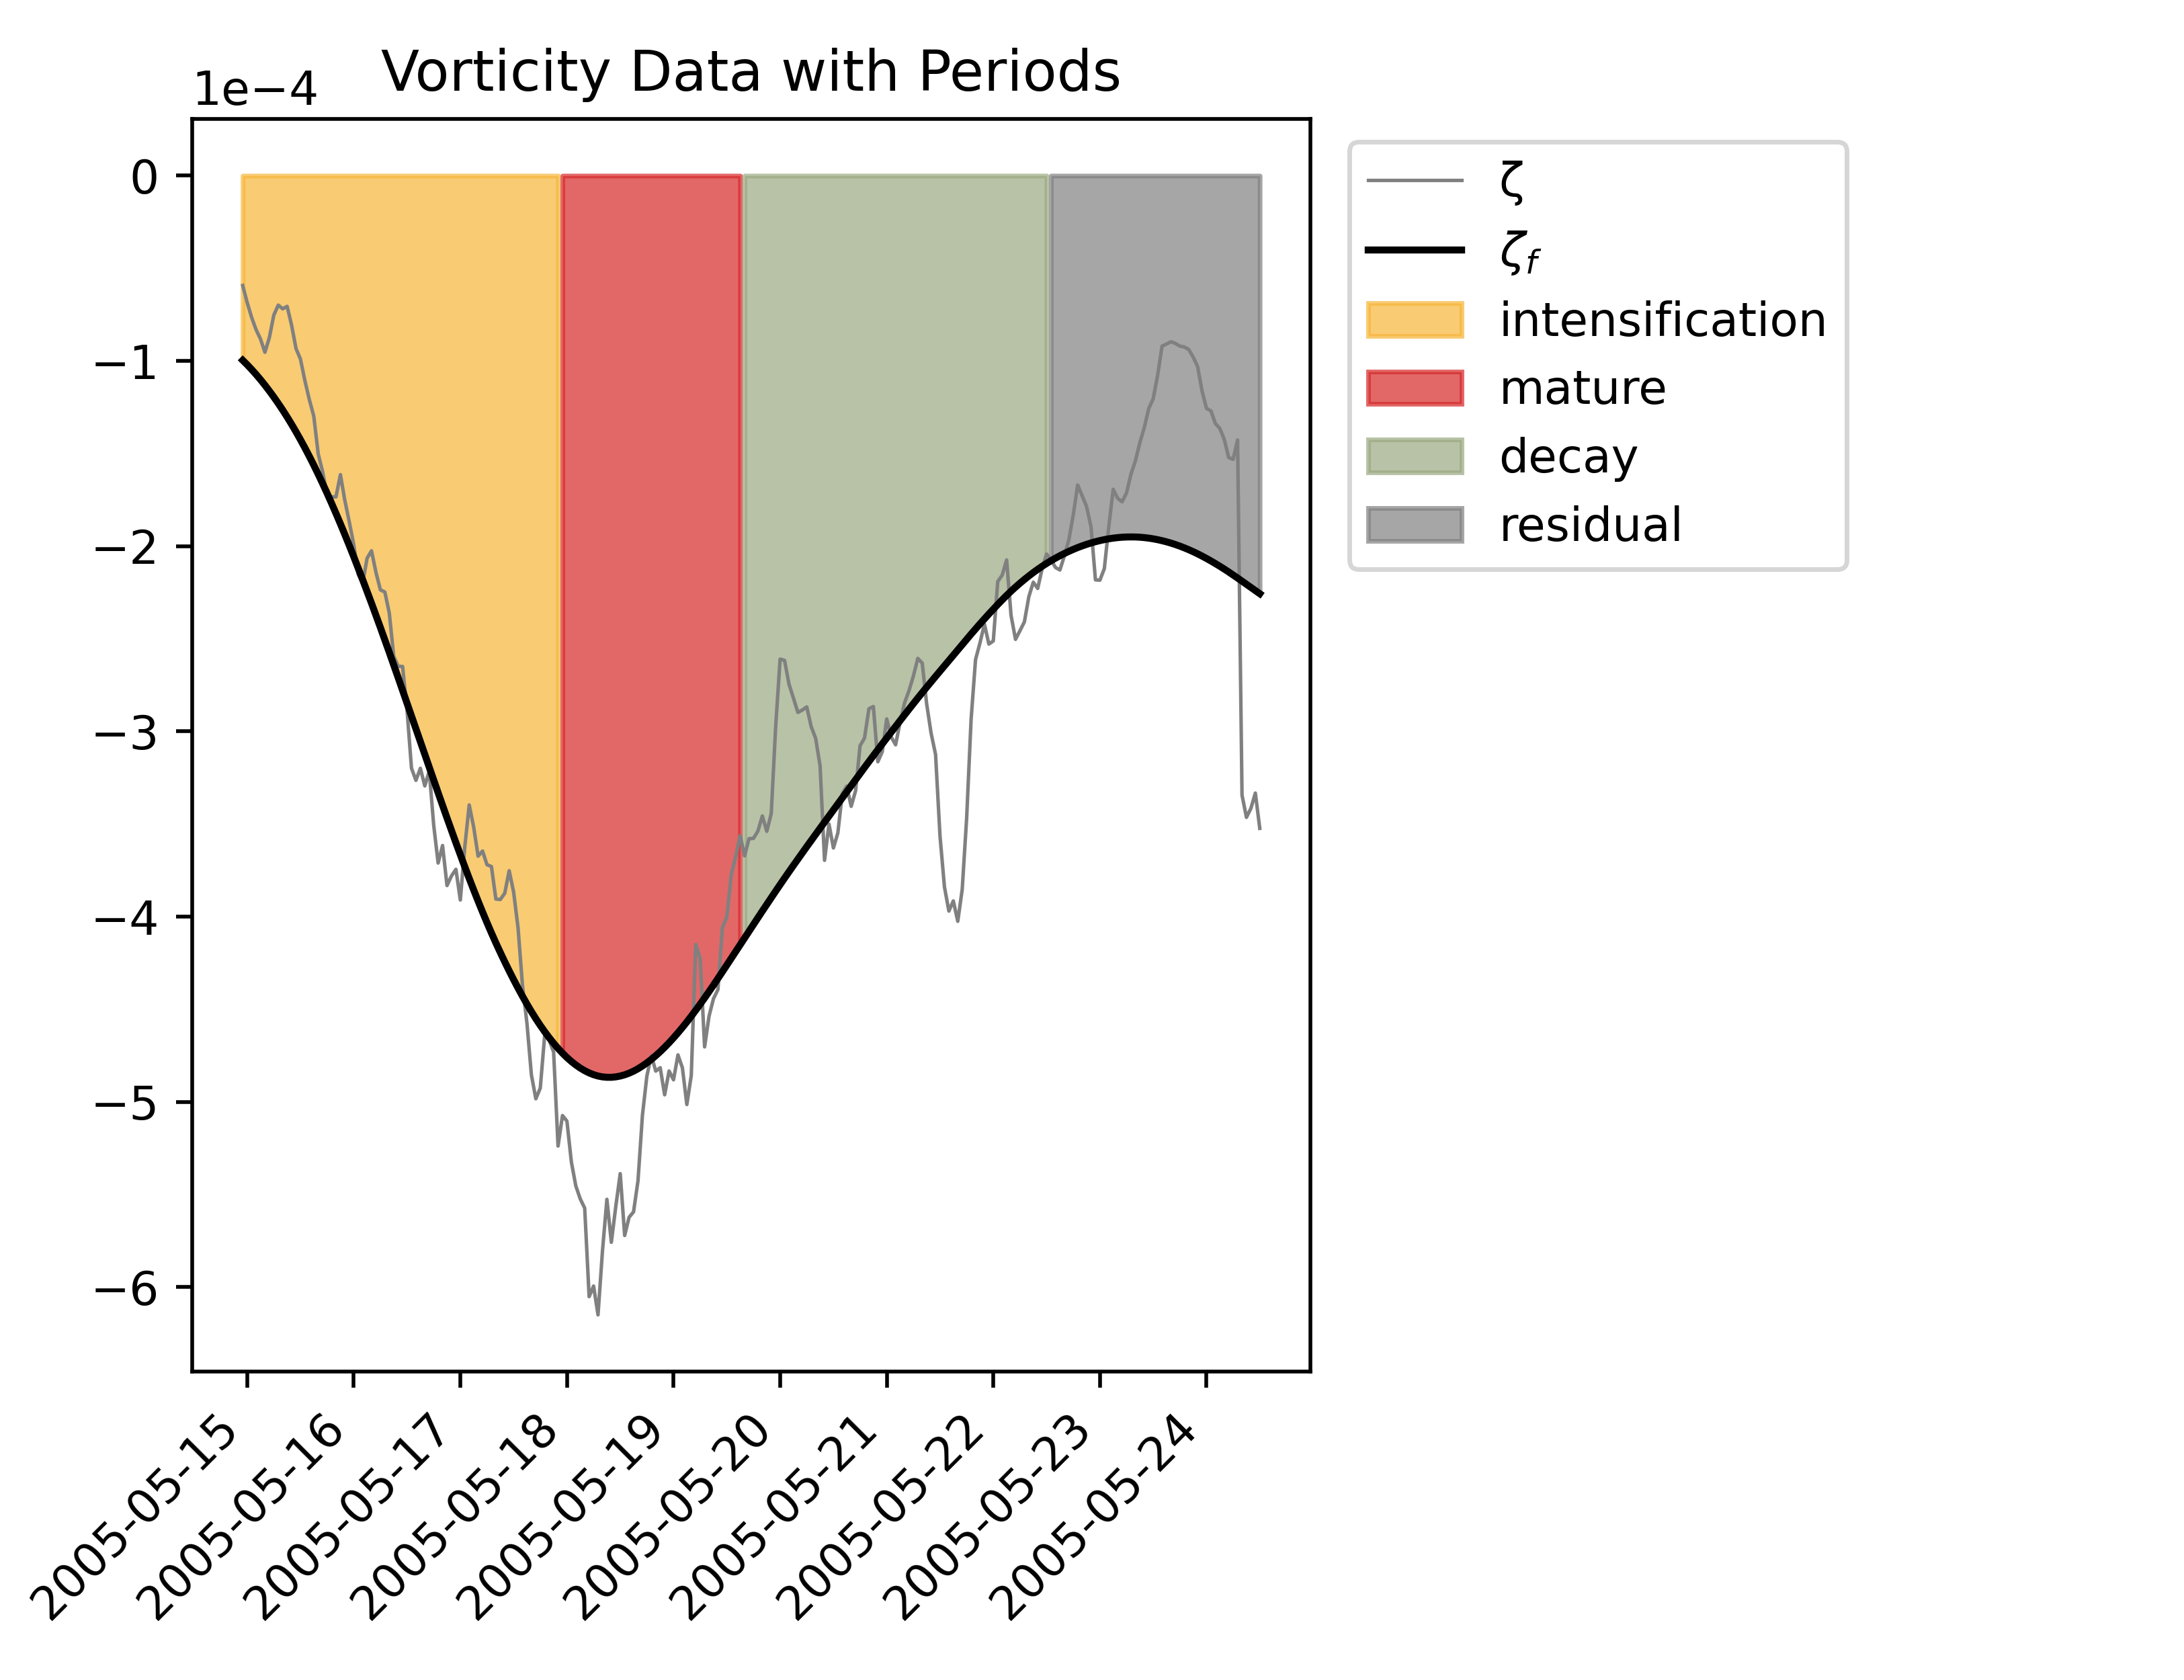 Vorticity Data with Periods
1e−4
0
−1
−2
−3
−4
−5
−6
2005-05-15
2005-05-16
2005-05-17
2005-05-18
2005-05-19
2005-05-20
2005-05-21
2005-05-22
2005-05-23
2005-05-24
ζ
ζf
intensification
mature
decay
residual